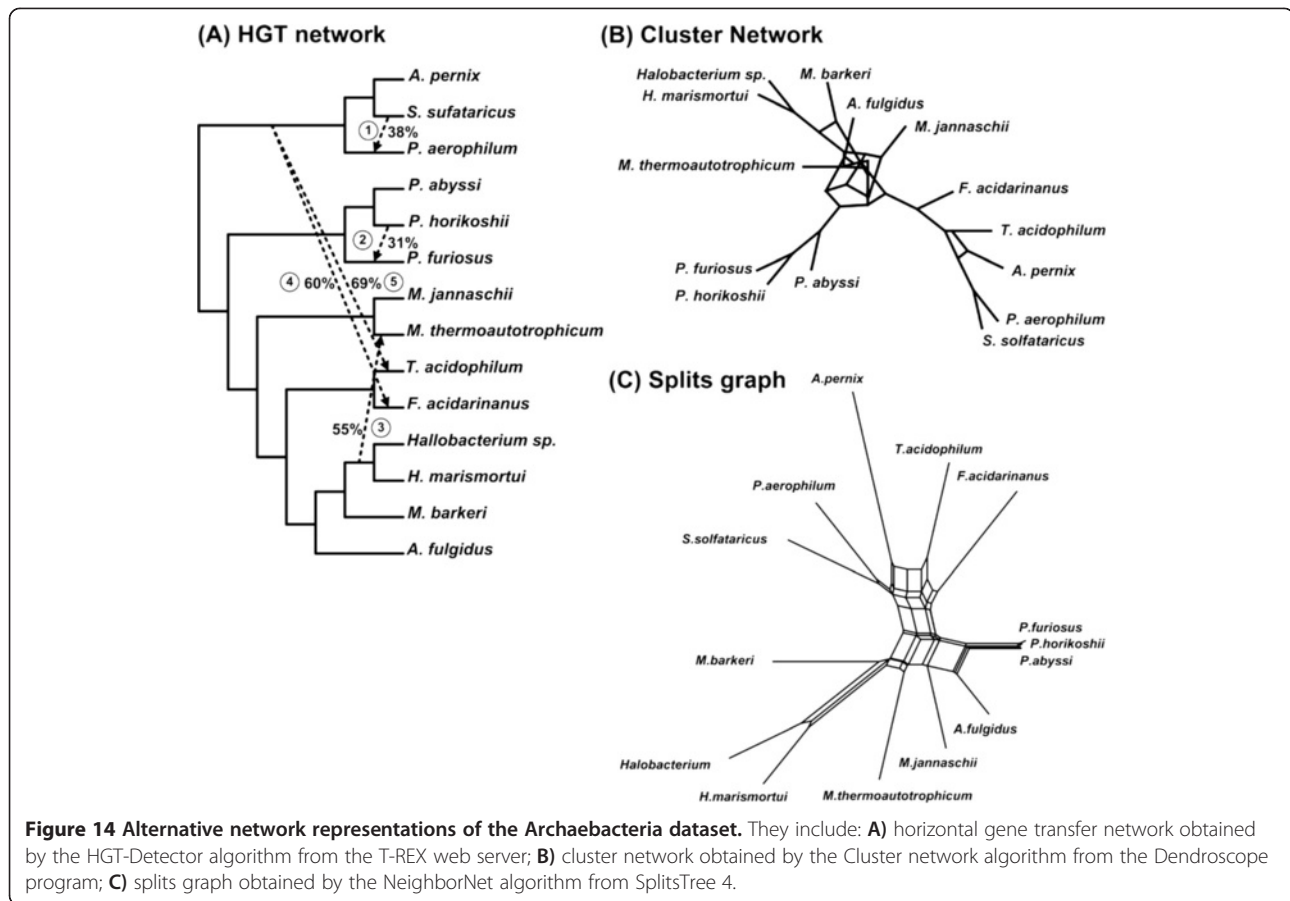 (A) HGT network
A. pernix
S. sufataricus
① 38%
P. aerophilum
P. abyssi
P. horikoshii
② 31%
P. furiosus
④ 60% 69% ⑤
M. jannaschii
M. thermoautotrophicum
T. acidophilum
F. acidarinanus
55% ③
Hallobacterium sp.
H. marismortui
M. barkeri
A. fulgidus
(B) Cluster Network
Halobacterium sp.
M. barkeri
H. marismortui
A. fulgidus
M. jannaschii
M. thermoautotrophicum
F. acidarinanus
T. acidophilum
A. pernix
P. furiosus
P. abyssi
P. horikoshii
P. aerophilum
S. solfataricus
(C) Splits graph
A.pernix
T.acidophilum
F.acidarinanus
P.aerophilum
S.solfataricus
P.furiosus
P.horikoshii
P.abyssi
M.barkeri
A.fulgidus
Halobacterium
M.jannaschii
H.marismortui
M.thermoautotrophicum
Figure 14 Alternative network representations of the Archaebacteria dataset. They include: A) horizontal gene transfer network obtained
by the HGT-Detector algorithm from the T-REX web server; B) cluster network obtained by the Cluster network algorithm from the Dendroscope
program; C) splits graph obtained by the NeighborNet algorithm from SplitsTree 4.